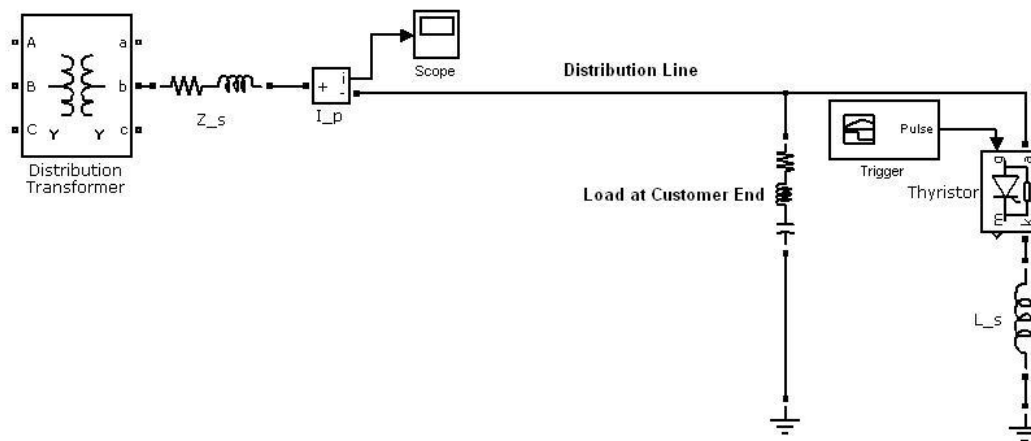 A
a
B
b
C
c
Y Y
Distribution
Transformer
Z_s
+
i
-
I_p
Scope
Distribution Line
Load at Customer End
Pulse
Trigger
g
a
Thyristor
m
k
L_s